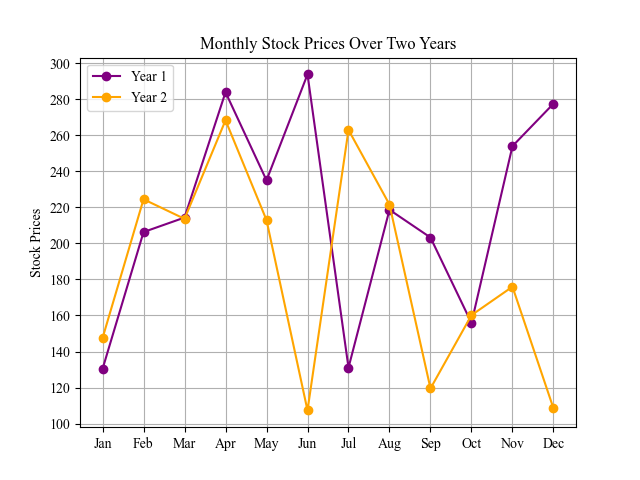 Monthly Stock Prices Over Two Years
Year 1
Year 2
Stock Prices
300
280
260
240
220
200
180
160
140
120
100
Jan Feb Mar Apr May Jun Jul Aug Sep Oct Nov Dec